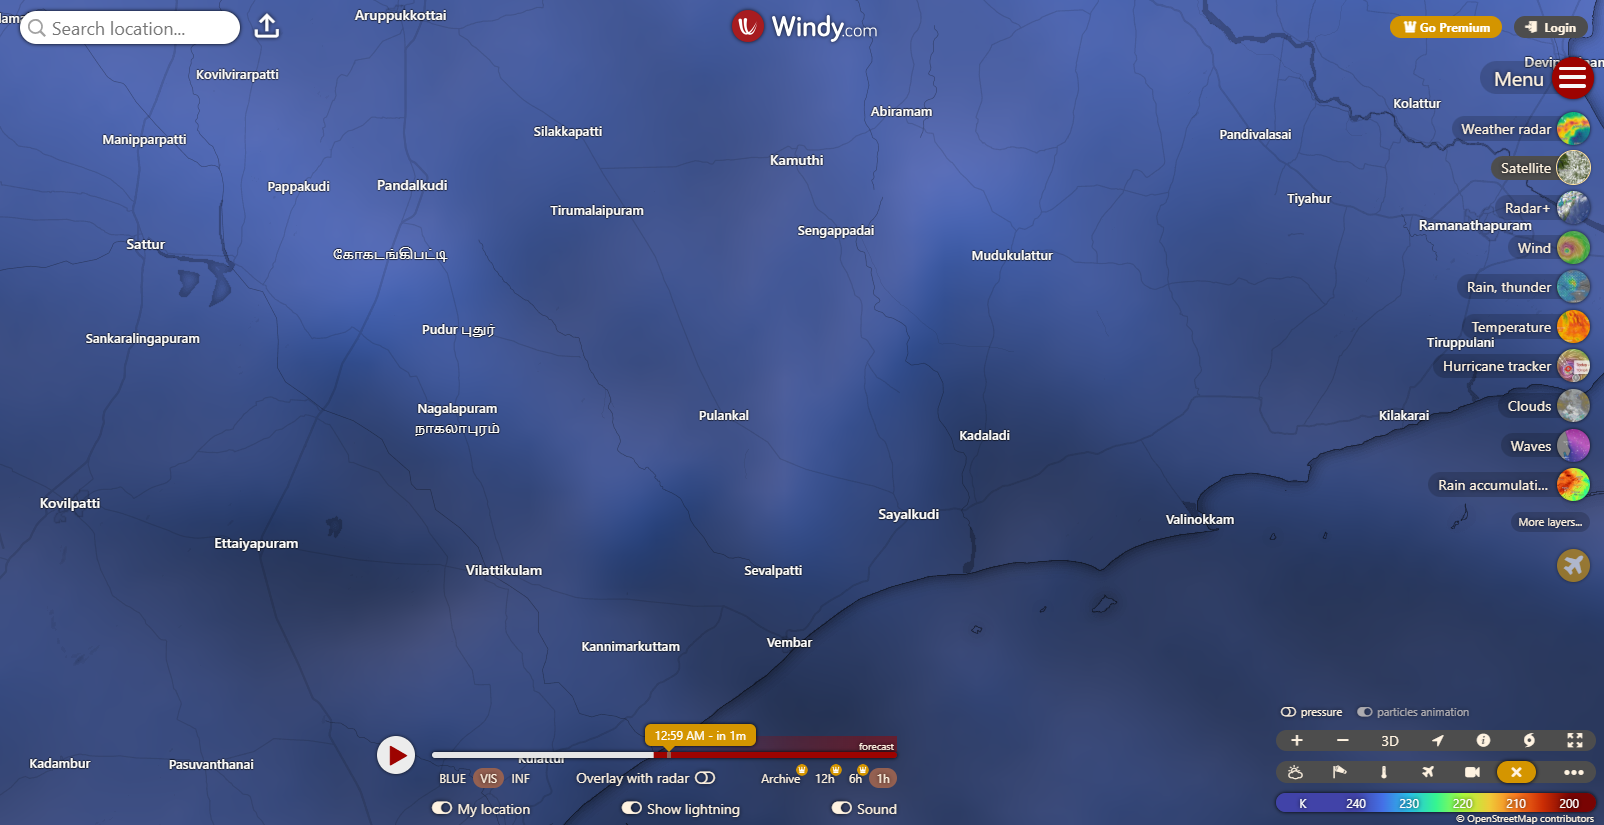 Search location...
Windy.com
Go Premium
Login
Menu
Weather radar
Satellite
Radar+
Wind
Rain, thunder
Temperature
Hurricane tracker
Clouds
Waves
Rain accumulati...
More layers...
Aruppukkottai
Kovilvirarpatti
Manipparpatti
Silakkapatti
Abiramam
Kolattur
Pandivalasai
Kamuthi
Pappakudi
Pandalkudi
Tirumalaipuram
Tiyahur
Sengappadai
Ramanathapuram
Sattur
கோகடங்கிபட்டி
Mudukulattur
Pudur புதுர்
Sankaralingapuram
Tiruppulani
Nagalapuram
நாகலாபுரம்
Pulankal
Kadaladi
Kilakarai
Kovilpatti
Sayalkudi
Valinokkam
Ettaiyapuram
Vilattikulam
Sevalpatti
Kannimarkuttam
Vembar
Kadambur
Pasuvanthanai
Kulattur
12:59 AM - in 1m
forecast
BLUE VIS INF
Overlay with radar
Archive 12h 6h 1h
My location
Show lightning
Sound
pressure
particles animation
3D
K 240 230 220 210 200
© OpenStreetMap contributors